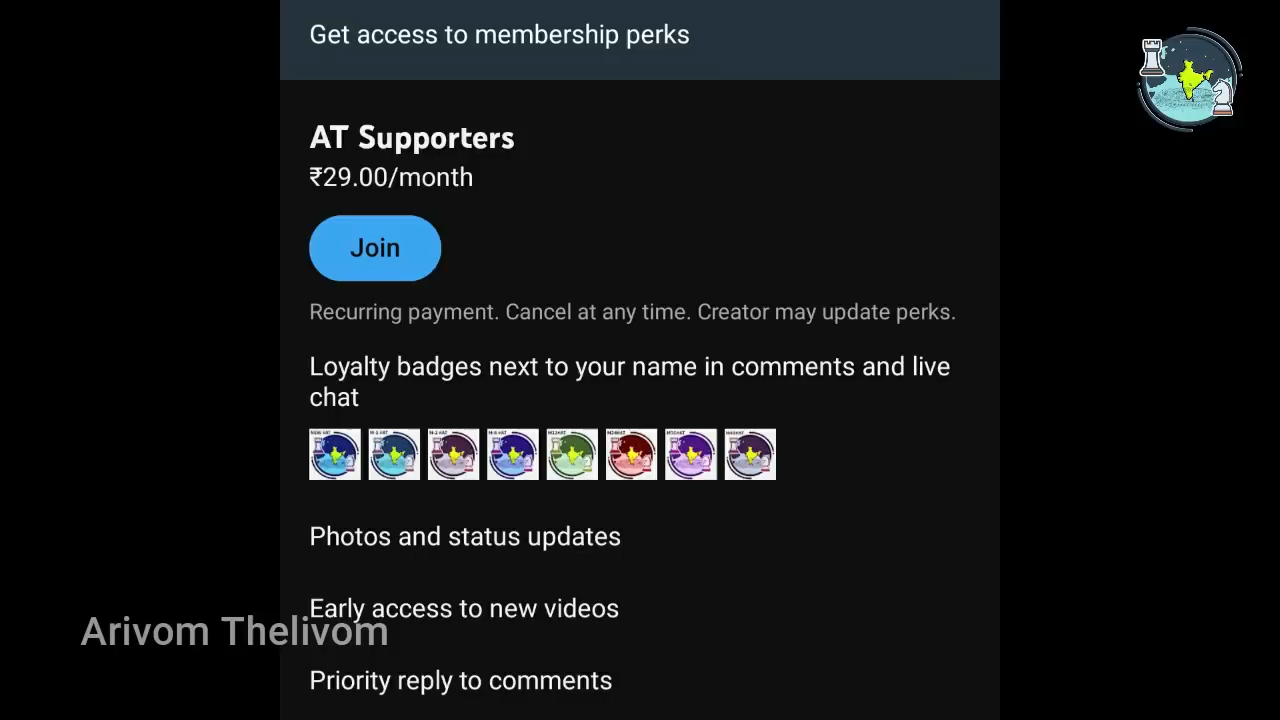 Get access to membership perks
AT Supporters
₹29.00/month
Join
Recurring payment. Cancel at any time. Creator may update perks.
Loyalty badges next to your name in comments and live
chat
Photos and status updates
Early access to new videos
Arivom Thelivom
Priority reply to comments